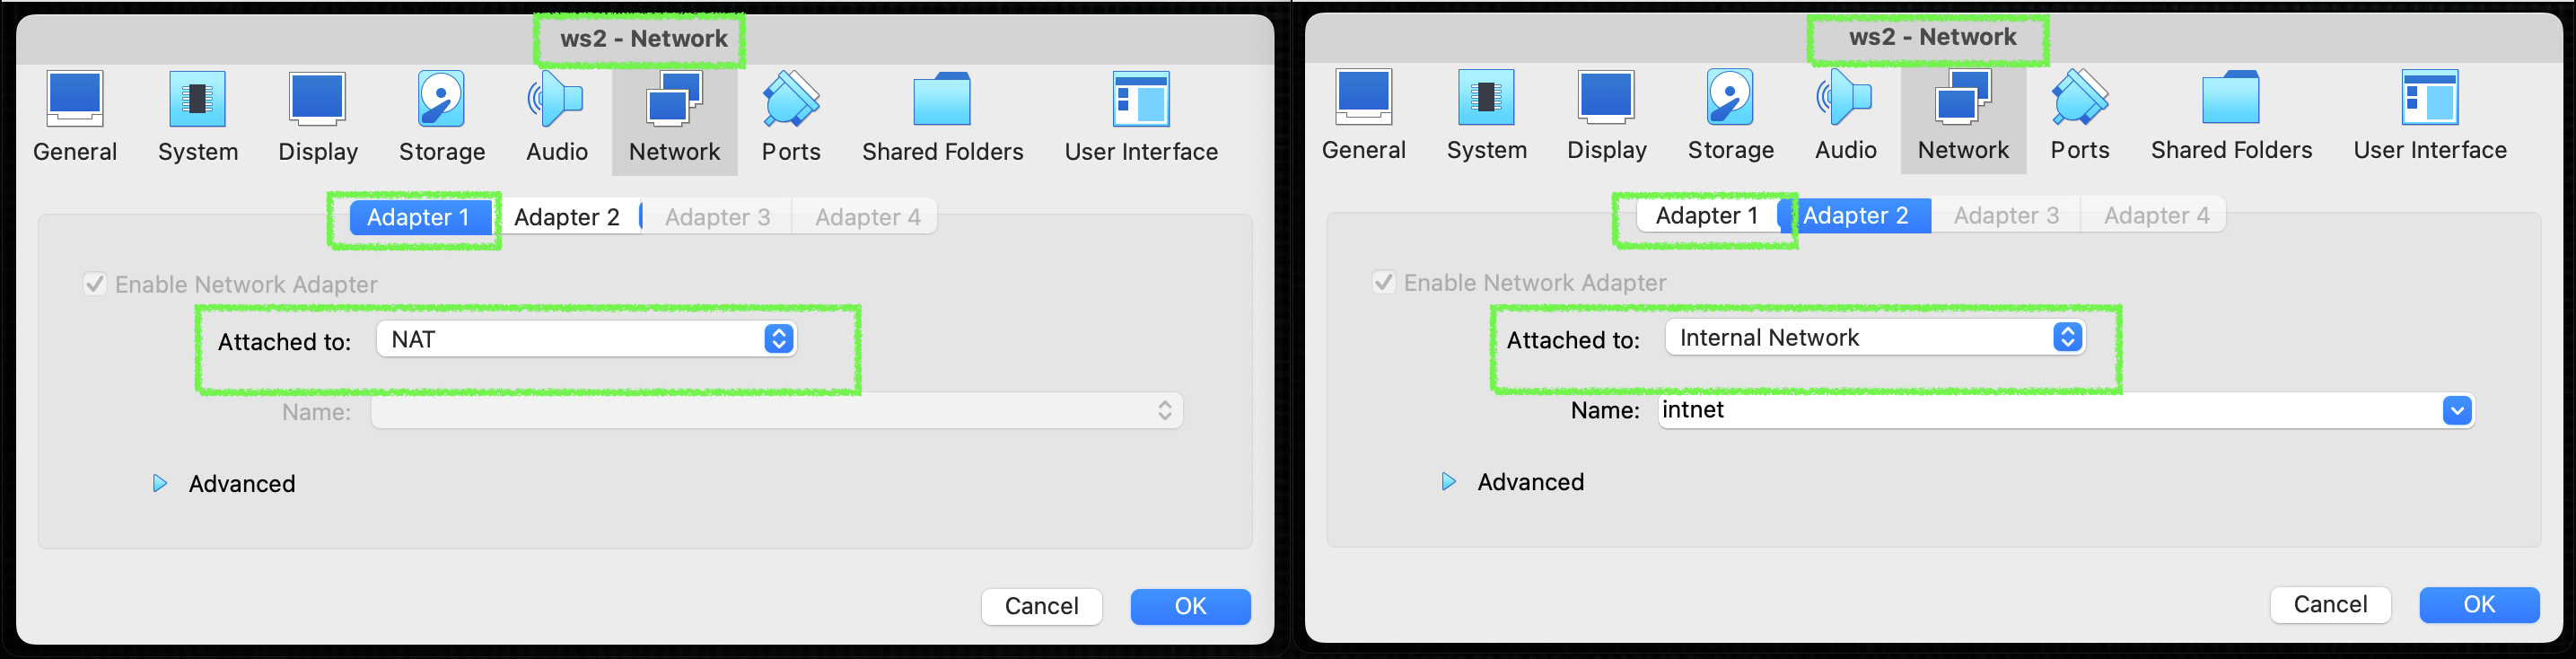 ws2 - Network
General System Display Storage Audio Network Ports Shared Folders User Interface
Adapter 1 Adapter 2 Adapter 3 Adapter 4
Enable Network Adapter
Attached to: NAT
Name:
Advanced
Cancel OK
ws2 - Network
General System Display Storage Audio Network Ports Shared Folders User Interface
Adapter 1 Adapter 2 Adapter 3 Adapter 4
Enable Network Adapter
Attached to: Internal Network
Name: intnet
Advanced
Cancel OK